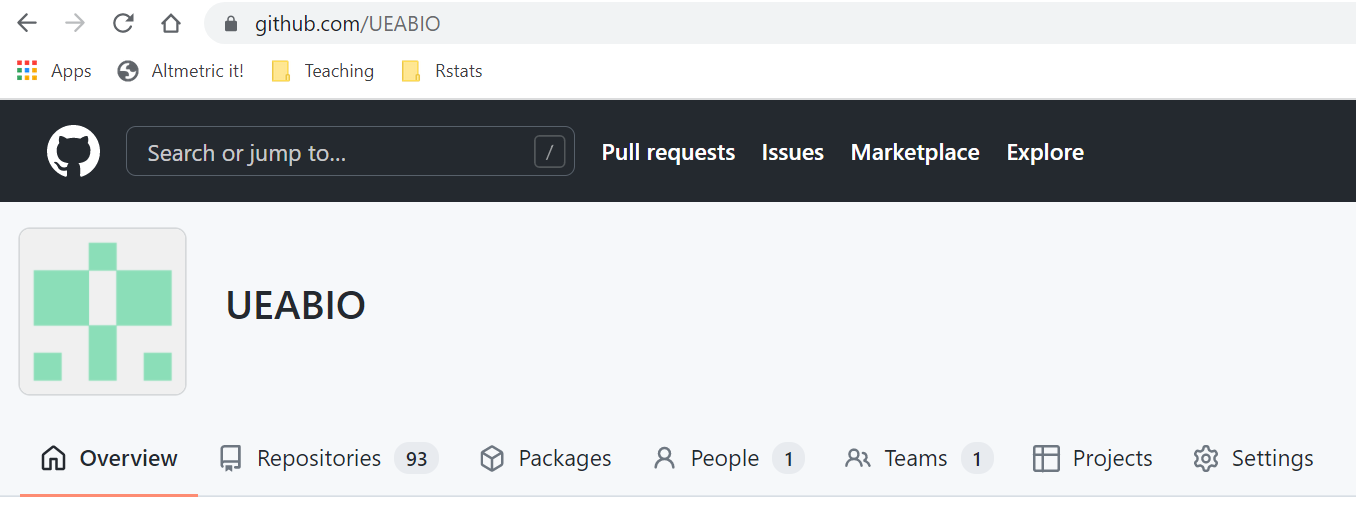 github.com/UEABIO
Apps Altmetric it! Teaching Rstats
Search or jump to... / Pull requests Issues Marketplace Explore
UEABIO
Overview Repositories 93 Packages People 1 Teams 1 Projects Settings